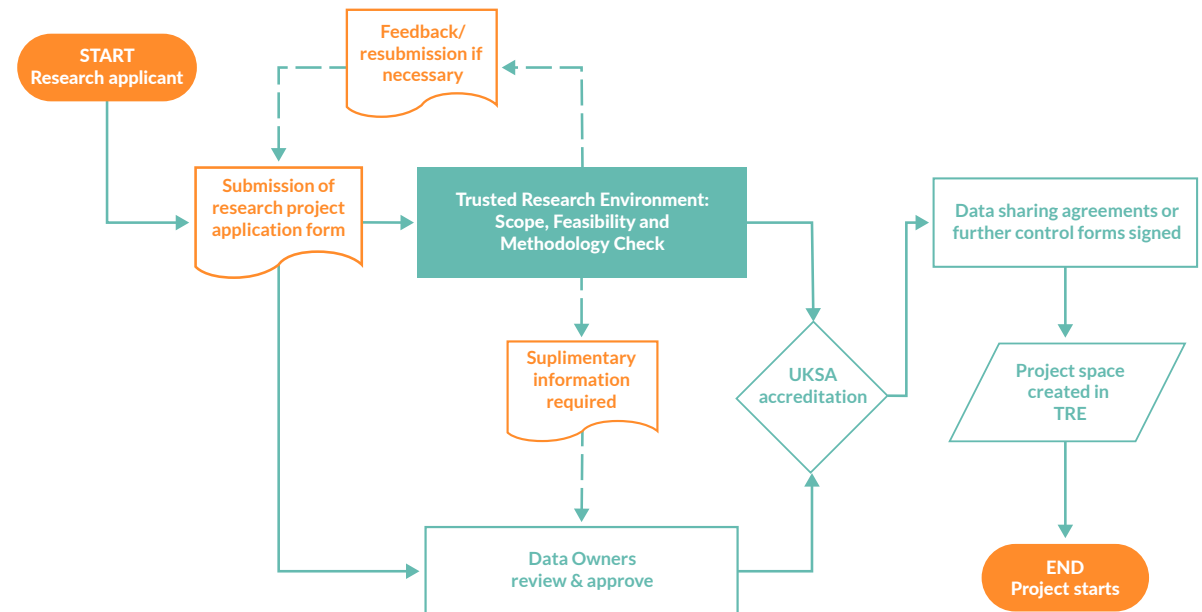 START
Research applicant
Feedback/
resubmission if
necessary
Submission of
research project
application form
Trusted Research Environment:
Scope, Feasibility and
Methodology Check
Data sharing agreements or
further control forms signed
Suplimentary
information
required
UKSA
accreditation
Project space
created in
TRE
Data Owners
review & approve
END
Project starts